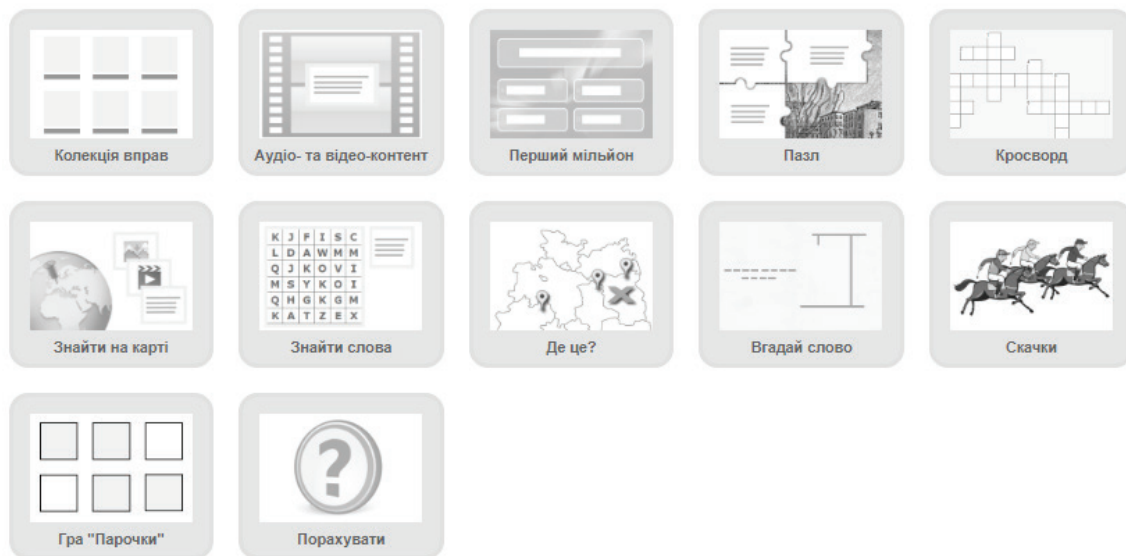 Колекція вправ
Аудіо- та відео-контент
Перший мільйон
Пазл
Кросворд
K J F I S C
L D A W M M
Q J K O V I
M S Y K O I
Q H G K G M
K A T Z E X
Знайти на карті
Знайти слова
Де це?
Вгадай слово
Скачки
?
Гра "Парочки"
Порахувати